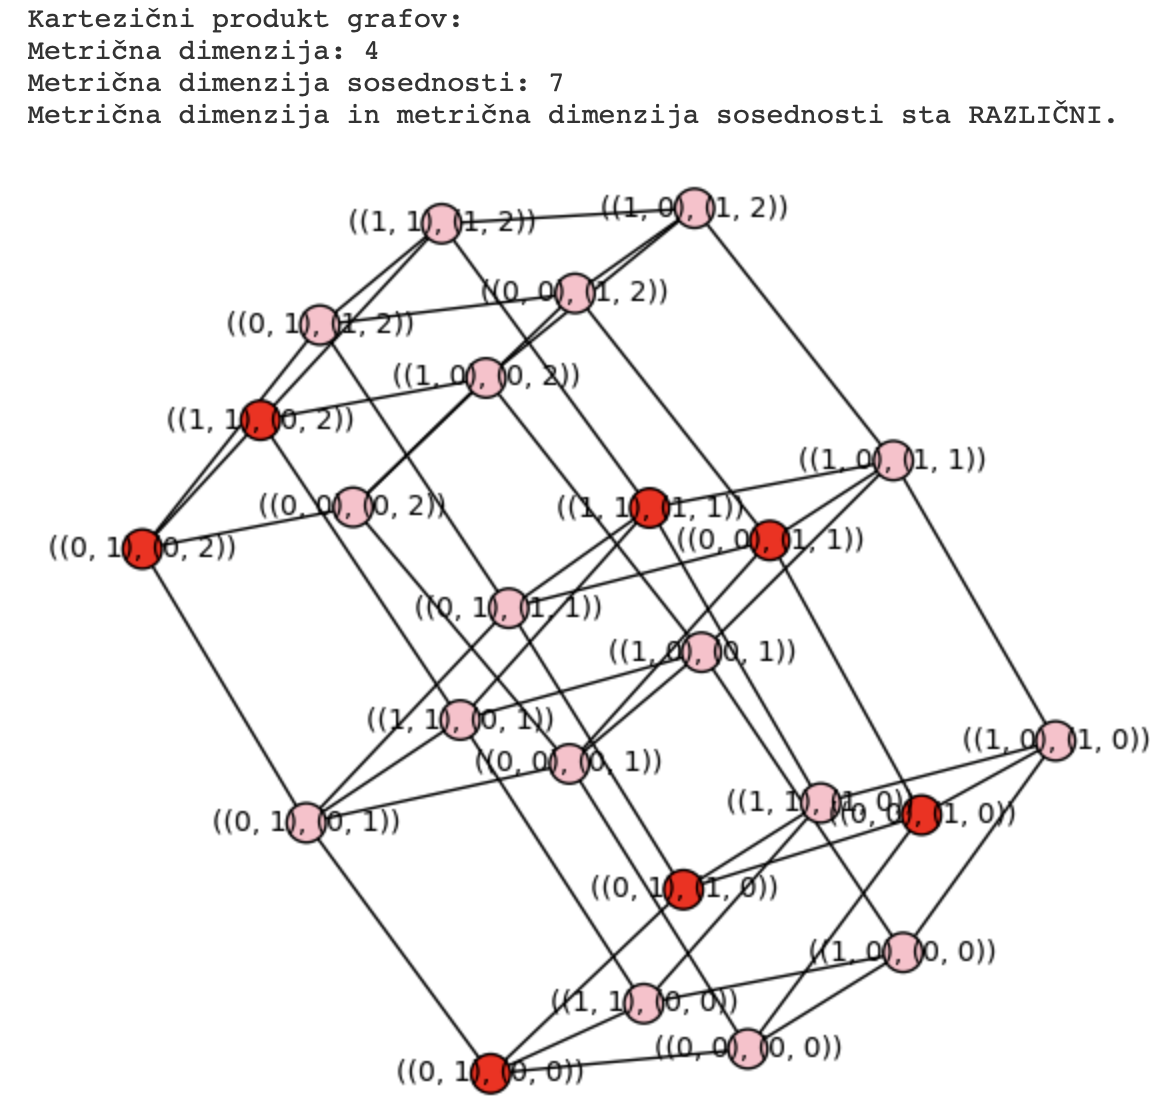 Kartezični produkt grafov:
Metrična dimenzija: 4
Metrična dimenzija sosednosti: 7
Metrična dimenzija in metrična dimenzija sosednosti sta RAZLIČNI.
((1, 0), (1, 2))
((1, 1), (1, 2))
((0, 0), (1, 2))
((0, 1), (1, 2))
((1, 0), (0, 2))
((1, 1), (0, 2))
((1, 0), (1, 1))
((0, 0), (0, 2))
((1, 1), (1, 1))
((0, 0), (1, 1))
((0, 1), (0, 2))
((0, 1), (1, 1))
((1, 0), (0, 1))
((1, 1), (0, 1))
((1, 0), (1, 0))
((0, 0), (0, 1))
((1, 1), (1, 0))
((0, 0), (1, 0))
((0, 1), (0, 1))
((0, 1), (1, 0))
((1, 0), (0, 0))
((1, 1), (0, 0))
((0, 0), (0, 0))
((0, 1), (0, 0))